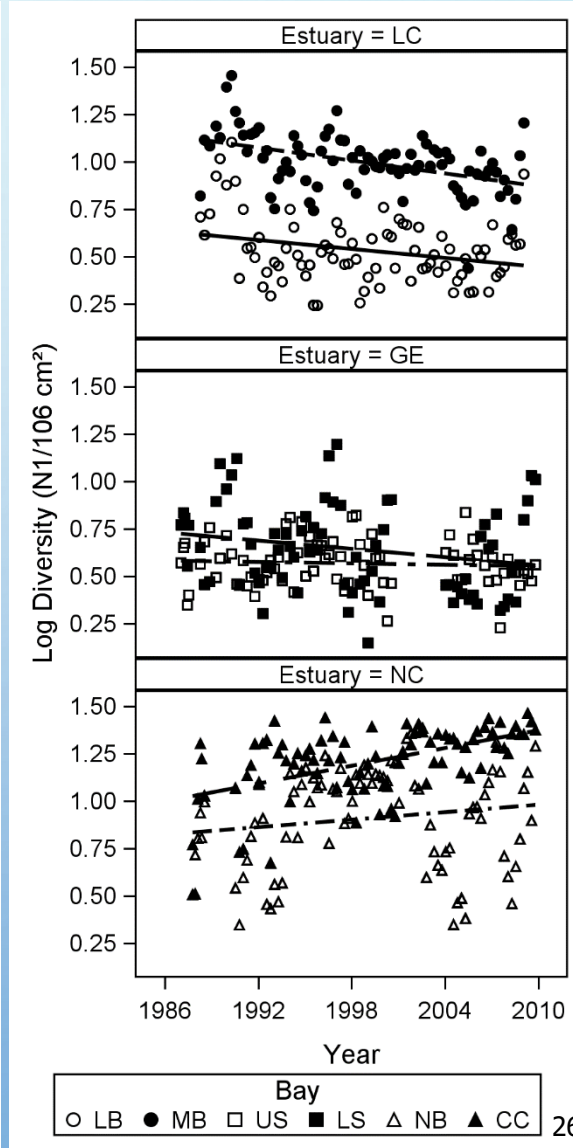 Estuary = LC
1.50
1.25
1.00
0.75
0.50
0.25
Estuary = GE
1.50
1.25
1.00
0.75
0.50
0.25
Log Diversity (N1/106 cm²)
Estuary = NC
1.50
1.25
1.00
0.75
0.50
0.25
1986 1992 1998 2004 2010
Year
Bay
LB MB US LS NB CC
26